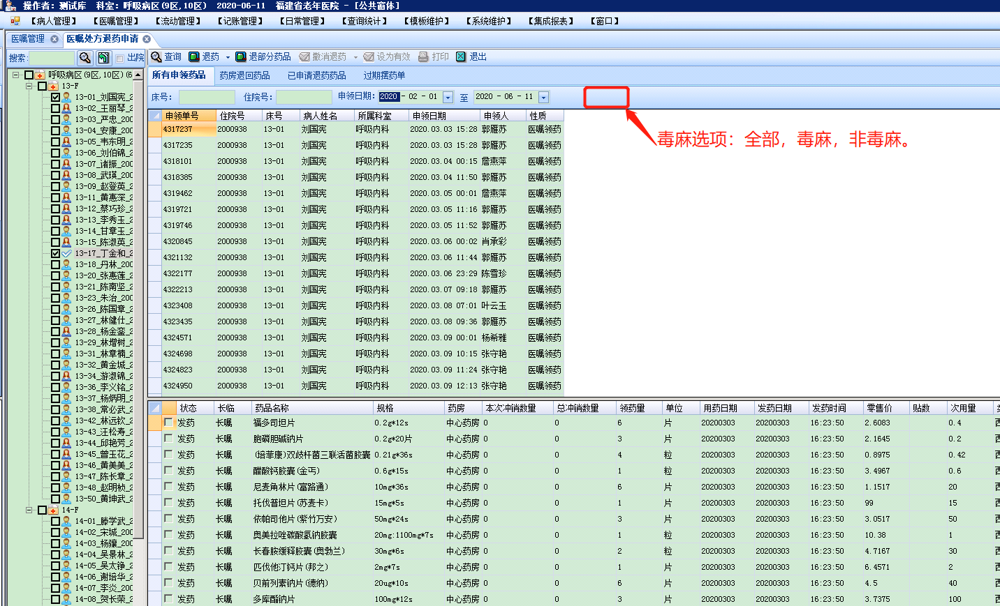 操作者：测试库 科室：呼吸病区(9区,10区) 2020-06-11 福建省老年医院 - [公共窗体]
【病人管理】 【医嘱管理】 【流动管理】 【记账管理】 【日常管理】 【查询统计】 【模板维护】 【系统维护】 【集成报表】 【窗口】
医嘱管理 医嘱处方退药申请
搜索: 出院 查询 退药 退部分药品 撤消退药 设为有效 打印 退出
所有申领药品 药房退回药品 已申请退药药品 过期摆药单
床号: 住院号: 申领日期: 2020 - 02 - 01 至 2020 - 06 - 11
毒麻选项：全部，毒麻，非毒麻。
呼吸病区(9区,10区)(6
13-F
13-01_刘国宪_2
13-02_王丽琴_2
13-03_严忠_200
13-04_安康_200
13-05_韦东明_2
13-06_刘伯锦_2
13-07_诸振_200
13-08_武瑛_200
13-09_赵登英_2
13-11_黄惠深_2
13-12_蔡巧珍_2
13-13_李秀玉_2
13-14_甘章玉_2
13-15_陈淑英_2
13-17_丁金和_2
13-18_丹林_200
13-20_张惠莲_2
13-21_陈南坚_2
13-23_朱治_200
13-26_陈国章_2
13-27_林健仕_2
13-28_杨金銮_2
13-29_林增树_2
13-31_林章楠_2
13-32_黄金城_2
13-34_游淑锦_2
13-36_李义铭_2
13-37_杨炳明_2
13-38_常必武_2
13-42_林远钦_2
13-43_汪松寿_2
13-44_邱艳芳_2
13-45_曾玉花_2
13-46_黄美美_2
13-47_陈长章_2
13-48_赵明桢_2
13-50_黄坤武_2
14-F
14-01_滕学武_2
14-02_宋城_200
14-03_杨骧_200
14-04_吴景林_2
14-05_吴太铮_2
14-06_谢培华_2
14-07_李炎_200
14-08_贺长荣_2
申领单号 住院号 床号 病人姓名 所属科室 申领日期 申领人 性质
4317237 2000938 13-01 刘国宪 呼吸内科 2020.03.03 15:28 郭雁苏 医嘱领药
4317235 2000938 13-01 刘国宪 呼吸内科 2020.03.03 15:28 郭雁苏 医嘱领药
4318101 2000938 13-01 刘国宪 呼吸内科 2020.03.04 00:15 詹燕萍 医嘱领药
4318385 2000938 13-01 刘国宪 呼吸内科 2020.03.04 11:50 郭雁苏 医嘱领药
4319462 2000938 13-01 刘国宪 呼吸内科 2020.03.05 00:01 詹燕萍 医嘱领药
4319721 2000938 13-01 刘国宪 呼吸内科 2020.03.05 11:16 郭雁苏 医嘱领药
4319746 2000938 13-01 刘国宪 呼吸内科 2020.03.05 11:52 郭雁苏 医嘱领药
4320845 2000938 13-01 刘国宪 呼吸内科 2020.03.06 00:02 肖承彩 医嘱领药
4321132 2000938 13-01 刘国宪 呼吸内科 2020.03.06 11:44 郭雁苏 医嘱领药
4322177 2000938 13-01 刘国宪 呼吸内科 2020.03.06 23:29 陈雪珍 医嘱领药
4322213 2000938 13-01 刘国宪 呼吸内科 2020.03.07 09:18 郭雁苏 医嘱领药
4323408 2000938 13-01 刘国宪 呼吸内科 2020.03.08 07:01 叶云玉 医嘱领药
4323435 2000938 13-01 刘国宪 呼吸内科 2020.03.08 09:36 郭雁苏 医嘱领药
4324571 2000938 13-01 刘国宪 呼吸内科 2020.03.09 00:01 杨希雅 医嘱领药
4324698 2000938 13-01 刘国宪 呼吸内科 2020.03.09 10:15 张守艳 医嘱领药
4324823 2000938 13-01 刘国宪 呼吸内科 2020.03.09 11:24 张守艳 医嘱领药
4324950 2000938 13-01 刘国宪 呼吸内科 2020.03.09 12:13 张守艳 医嘱领药
状态 长临 药品名称 规格 药房 本次冲销数量 总冲销数量 领药量 单位 用药日期 发药日期 发药时间 零售价 贴数 次用量
发药 长嘱 福多司坦片 0.2g*12s 中心药房 0 0 6 片 20200303 20200303 16:23:50 2.6083 0.4 西
发药 长嘱 胞磷胆碱钠片 0.2g*20片 中心药房 0 0 3 片 20200303 20200303 16:23:50 2.1645 0.2 西
发药 长嘱 (培菲康)双歧杆菌三联活菌胶囊 0.21g*36s 中心药房 0 0 4 粒 20200303 20200303 16:23:50 0.8975 0.42 西
发药 长嘱 醋酸钙胶囊(金丐) 0.6g*15s 中心药房 0 0 1 粒 20200303 20200303 16:23:50 3.4967 0.6 西
发药 长嘱 尼麦角林片(富路通) 10mg*36s 中心药房 0 0 6 片 20200303 20200303 16:23:50 1.1517 20 西
发药 长嘱 托伐普坦片(苏麦卡) 15mg*5s 中心药房 0 0 1 片 20200303 20200303 16:23:50 99 15 西
发药 长嘱 依帕司他片(紫竹万安) 50mg*24s 中心药房 0 0 3 片 20200303 20200303 16:23:50 3.0517 50 西
发药 长嘱 奥美拉唑碳酸氢钠胶囊 20mg:1100mg*7s 中心药房 0 0 1 粒 20200303 20200303 16:23:50 10.38 1 西
发药 长嘱 长春胺缓释胶囊(奥勃兰) 30mg*6s 中心药房 0 0 2 粒 20200303 20200303 16:23:50 4.7167 30 西
发药 长嘱 匹伐他汀钙片(邦之) 2mg*7s 中心药房 0 0 1 片 20200303 20200303 16:23:50 6.4571 2 西
发药 长嘱 贝前列素钠片(德纳) 20ug*10s 中心药房 0 0 6 片 20200303 20200303 16:23:50 4.5 40 西
发药 长嘱 多库酯钠片 100mg*12s 中心药房 0 0 3 片 20200303 20200303 16:23:50 3.7375 100 西